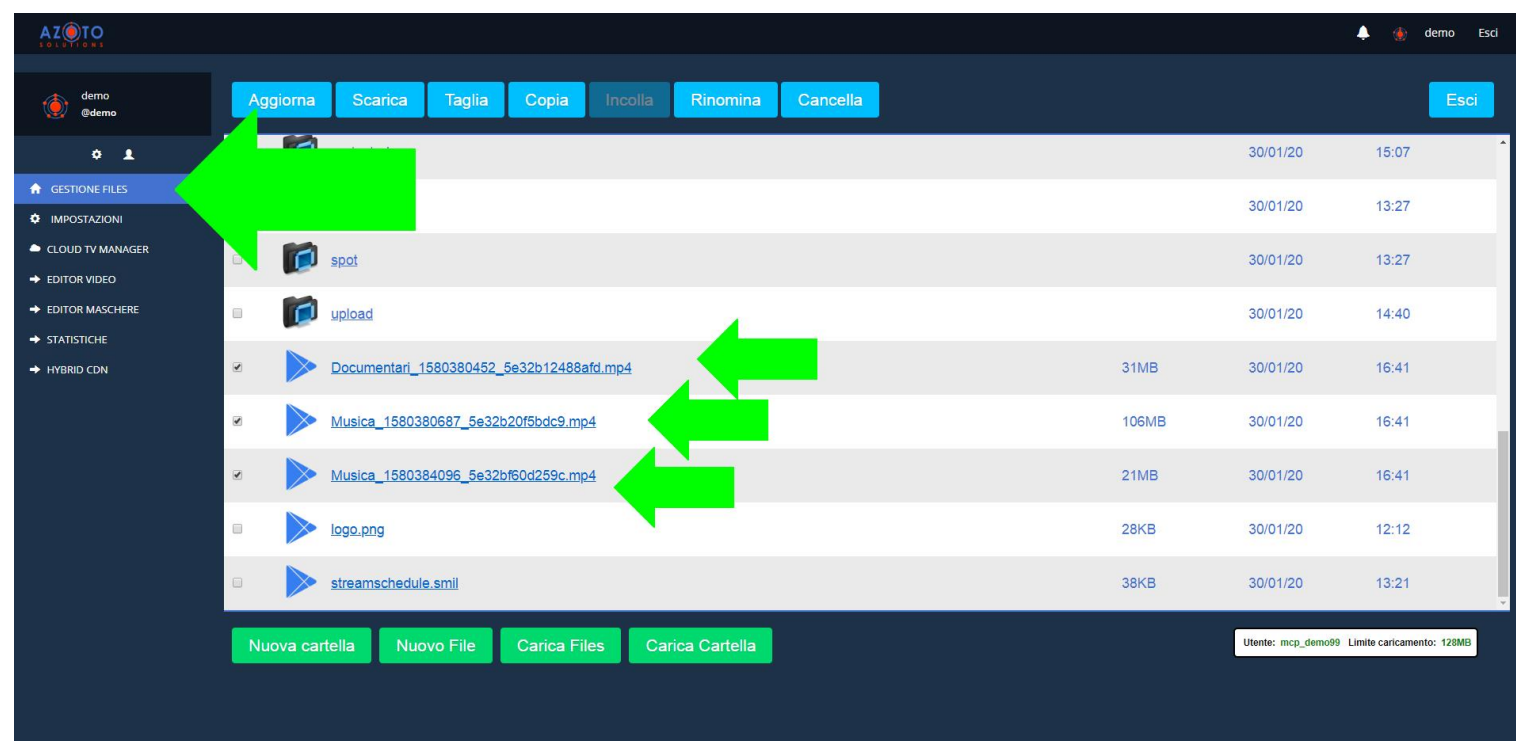 AZOTO
SOLUTIONS
demo Esci
demo
@demo
Aggiorna Scarica Taglia Copia Incolla Rinomina Cancella Esci
GESTIONE FILES
IMPOSTAZIONI
CLOUD TV MANAGER
EDITOR VIDEO
EDITOR MASCHERE
STATISTICHE
HYBRID CDN
30/01/20 15:07
30/01/20 13:27
spot 30/01/20 13:27
upload 30/01/20 14:40
Documentari_1580380452_5e32b12488afd.mp4 31MB 30/01/20 16:41
Musica_1580380687_5e32b20f5bdc9.mp4 106MB 30/01/20 16:41
Musica_1580384096_5e32bf60d259c.mp4 21MB 30/01/20 16:41
logo.png 28KB 30/01/20 12:12
streamschedule.smil 38KB 30/01/20 13:21
Nuova cartella Nuovo File Carica Files Carica Cartella
Utente: mcp_demo99 Limite caricamento: 128MB